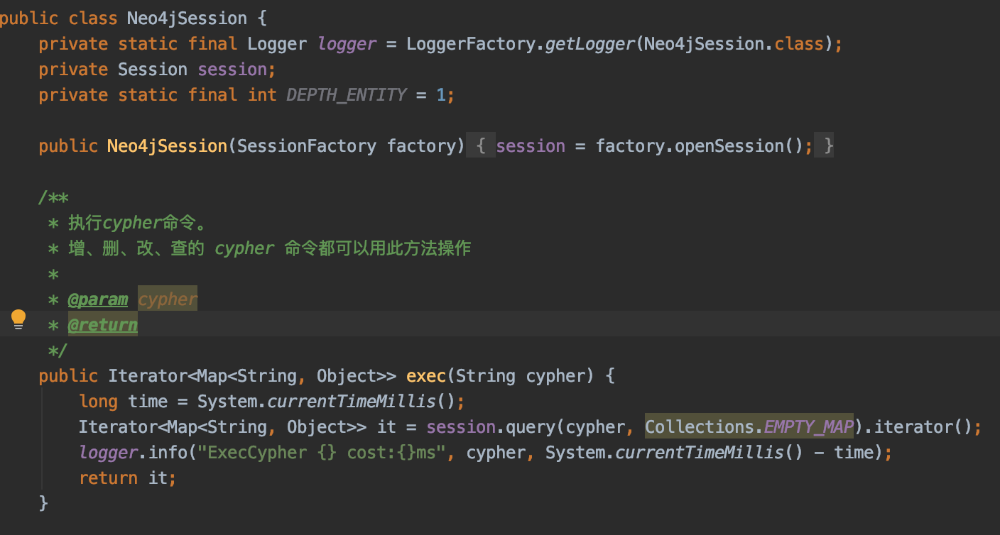 public class Neo4jSession {
    private static final Logger logger = LoggerFactory.getLogger(Neo4jSession.class);
    private Session session;
    private static final int DEPTH_ENTITY = 1;
    public Neo4jSession(SessionFactory factory) { session = factory.openSession(); }
    /**
     * 执行cypher命令。
     * 增、删、改、查的 cypher 命令都可以用此方法操作
     *
     * @param cypher
     * @return
     */
    public Iterator<Map<String, Object>> exec(String cypher) {
        long time = System.currentTimeMillis();
        Iterator<Map<String, Object>> it = session.query(cypher, Collections.EMPTY_MAP).iterator();
        logger.info("ExecCypher {} cost:{}ms", cypher, System.currentTimeMillis() - time);
        return it;
    }